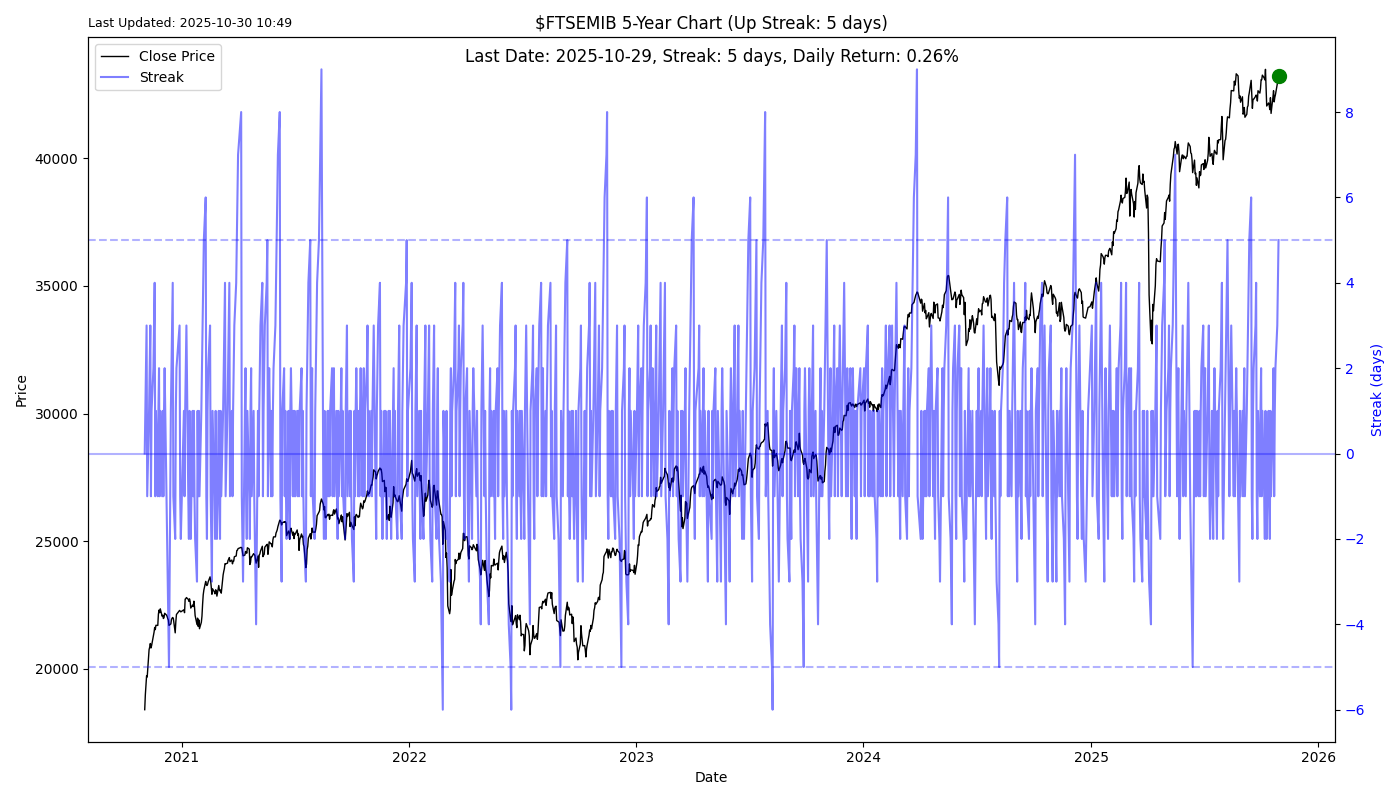 Last Updated: 2025-10-30 10:49
$FTSEMIB 5-Year Chart (Up Streak: 5 days)
Last Date: 2025-10-29, Streak: 5 days, Daily Return: 0.26%
Close Price
Streak
40000
35000
30000
25000
20000
Price
8
6
4
2
0
−2
−4
−6
Streak (days)
2021
2022
2023
2024
2025
2026
Date